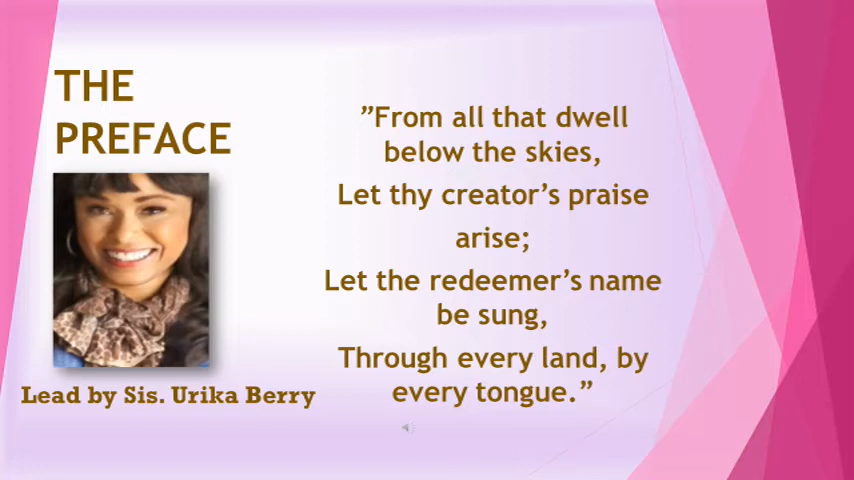 THE
PREFACE
Lead by Sis. Urika Berry
”From all that dwell
below the skies,
Let thy creator’s praise
arise;
Let the redeemer’s name
be sung,
Through every land, by
every tongue.”